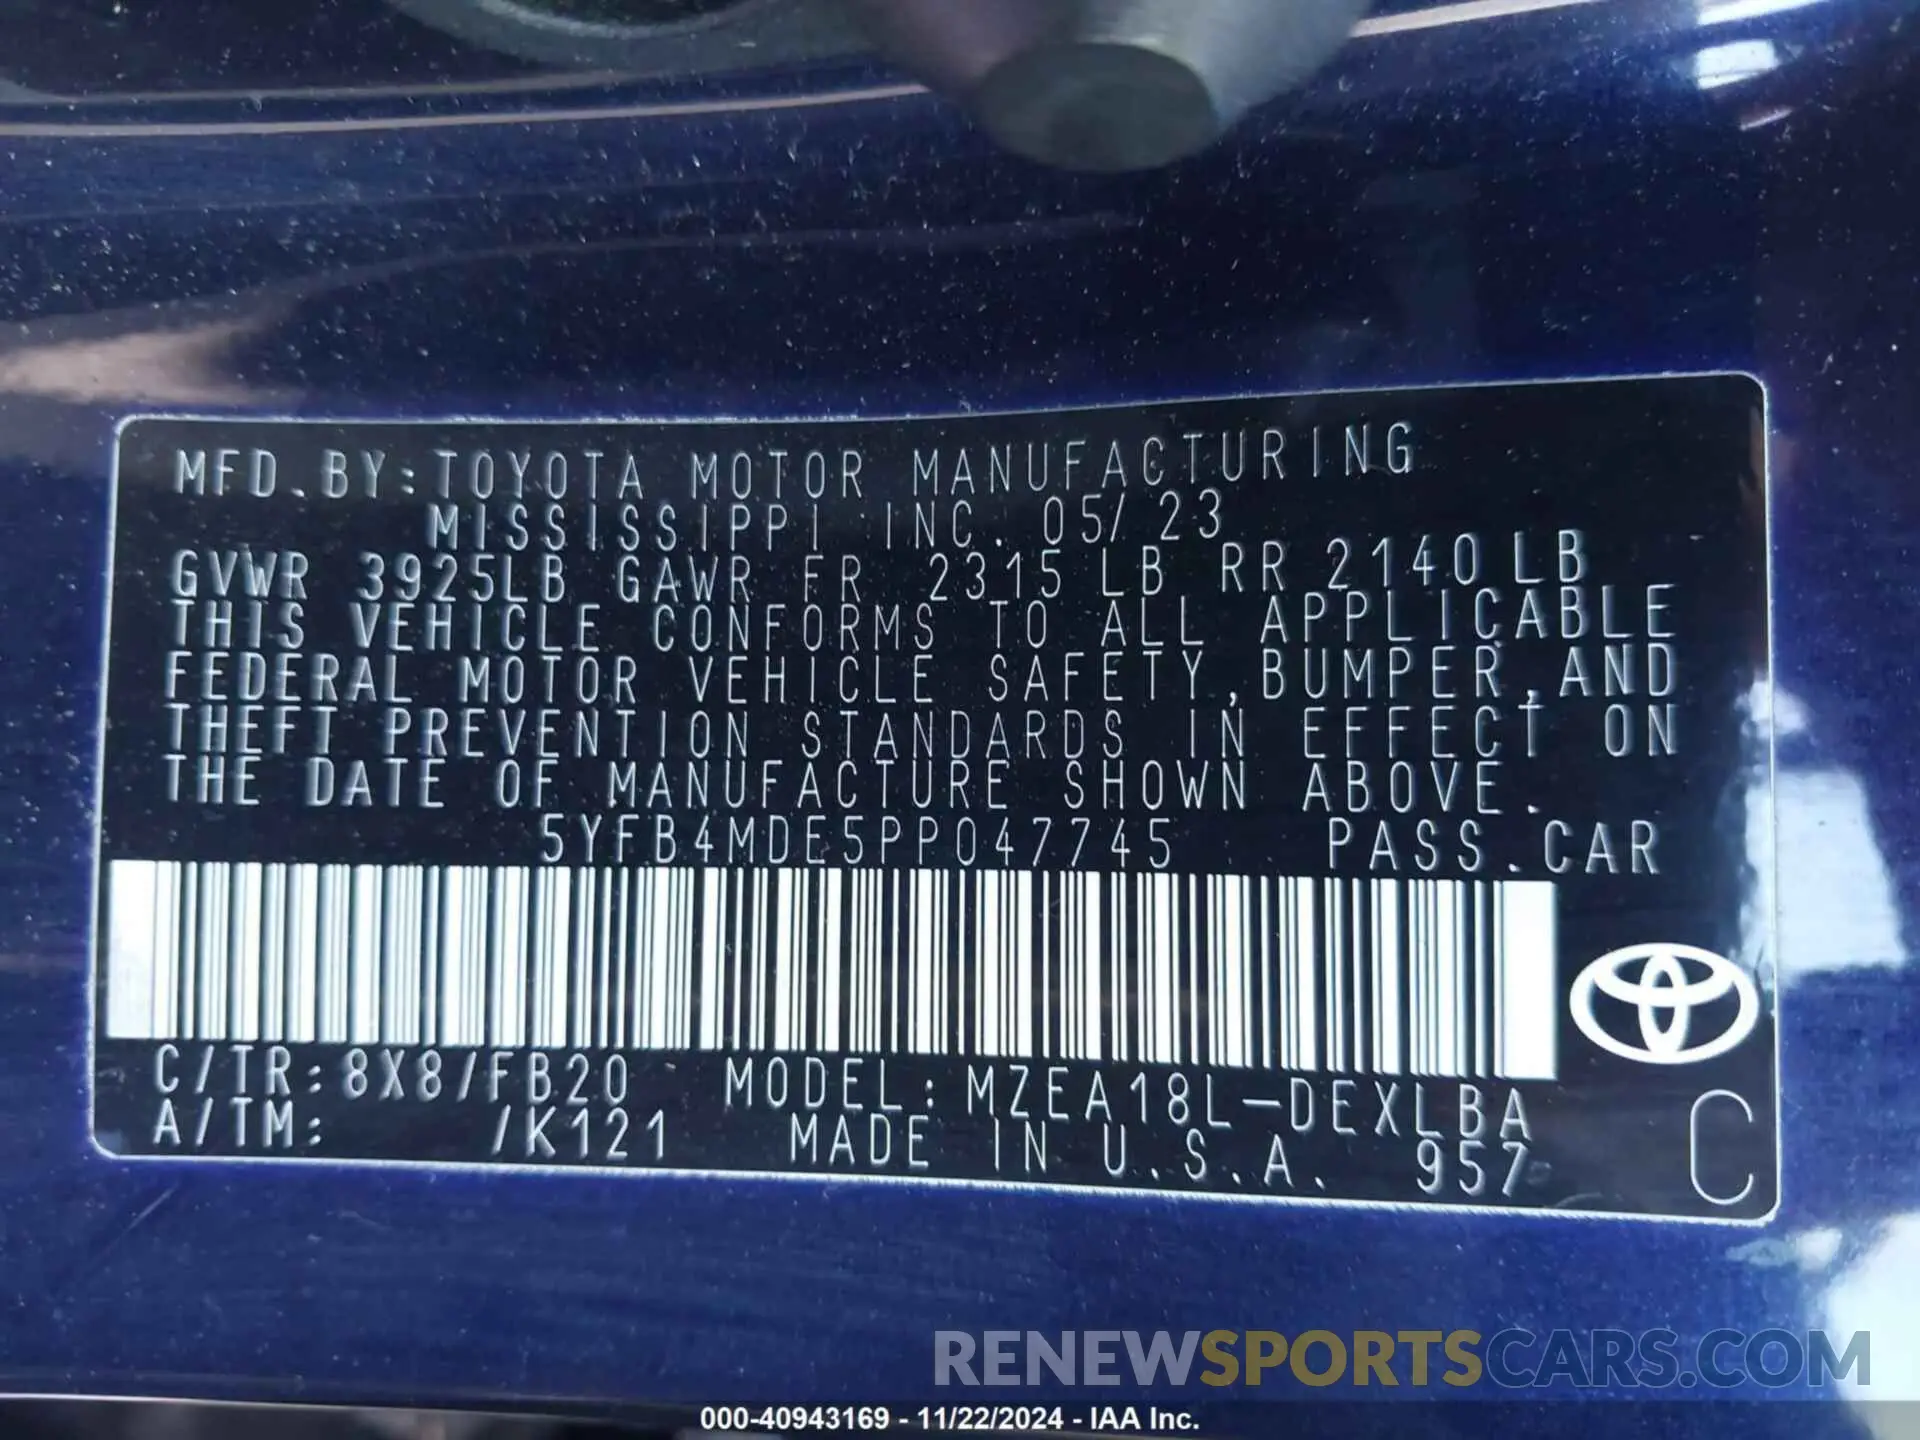 MFD.BY:TOYOTA MOTOR MANUFACTURING
MISSISSIPPI INC. 05/23
GVWR 3925LB GAWR FR 2315LB RR 2140LB
THIS VEHICLE CONFORMS TO ALL APPLICABLE
FEDERAL MOTOR VEHICLE SAFETY,BUMPER,AND
THEFT PREVENTION STANDARDS IN EFFECT ON
THE DATE OF MANUFACTURE SHOWN ABOVE.
5YFB4MDE5PP047745 PASS.CAR
C/TR:8X8/FB20 MODEL:MZEA18L-DEXLBA
A/TM: /K121 MADE IN U.S.A. 957 C
RENEWSPORTSCARS.COM
000-40943169 - 11/22/2024 - IAA Inc.